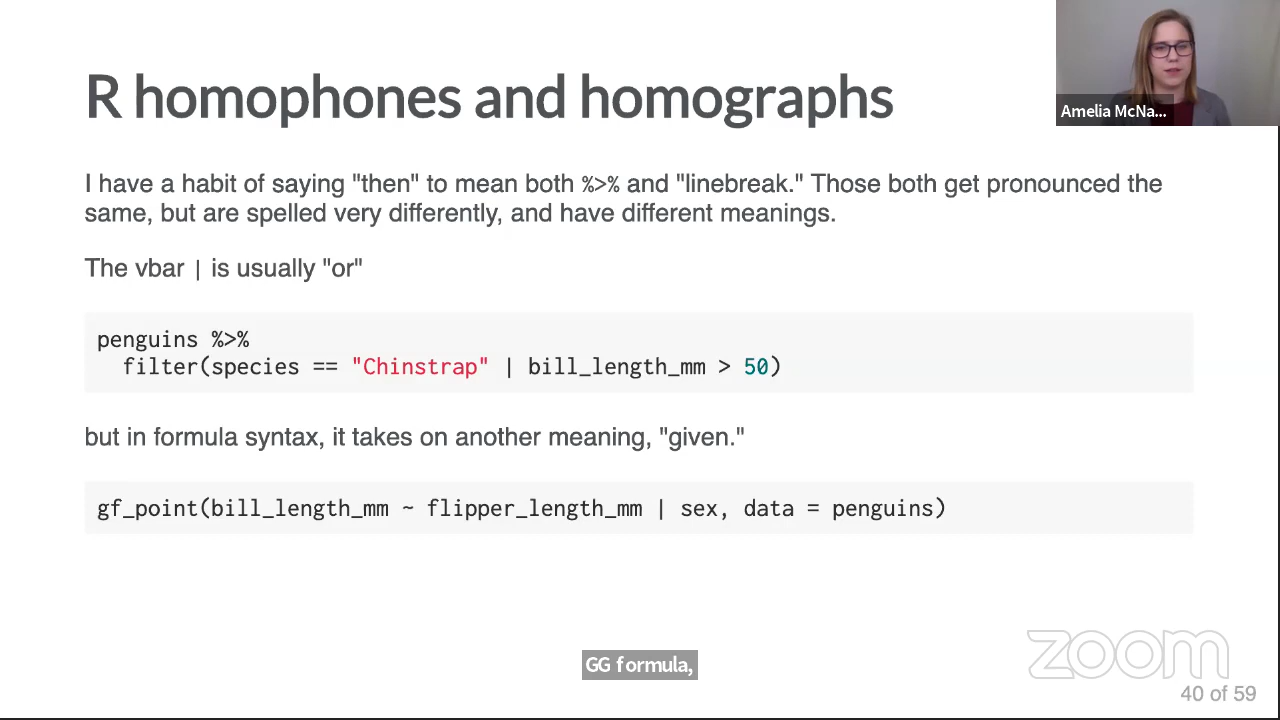 R homophones and homographs
Amelia McNa...
I have a habit of saying "then" to mean both %>% and "linebreak." Those both get pronounced the
same, but are spelled very differently, and have different meanings.
The vbar | is usually "or"
penguins %>%
  filter(species == "Chinstrap" | bill_length_mm > 50)
but in formula syntax, it takes on another meaning, "given."
gf_point(bill_length_mm ~ flipper_length_mm | sex, data = penguins)
GG formula,
zoom
40 of 59